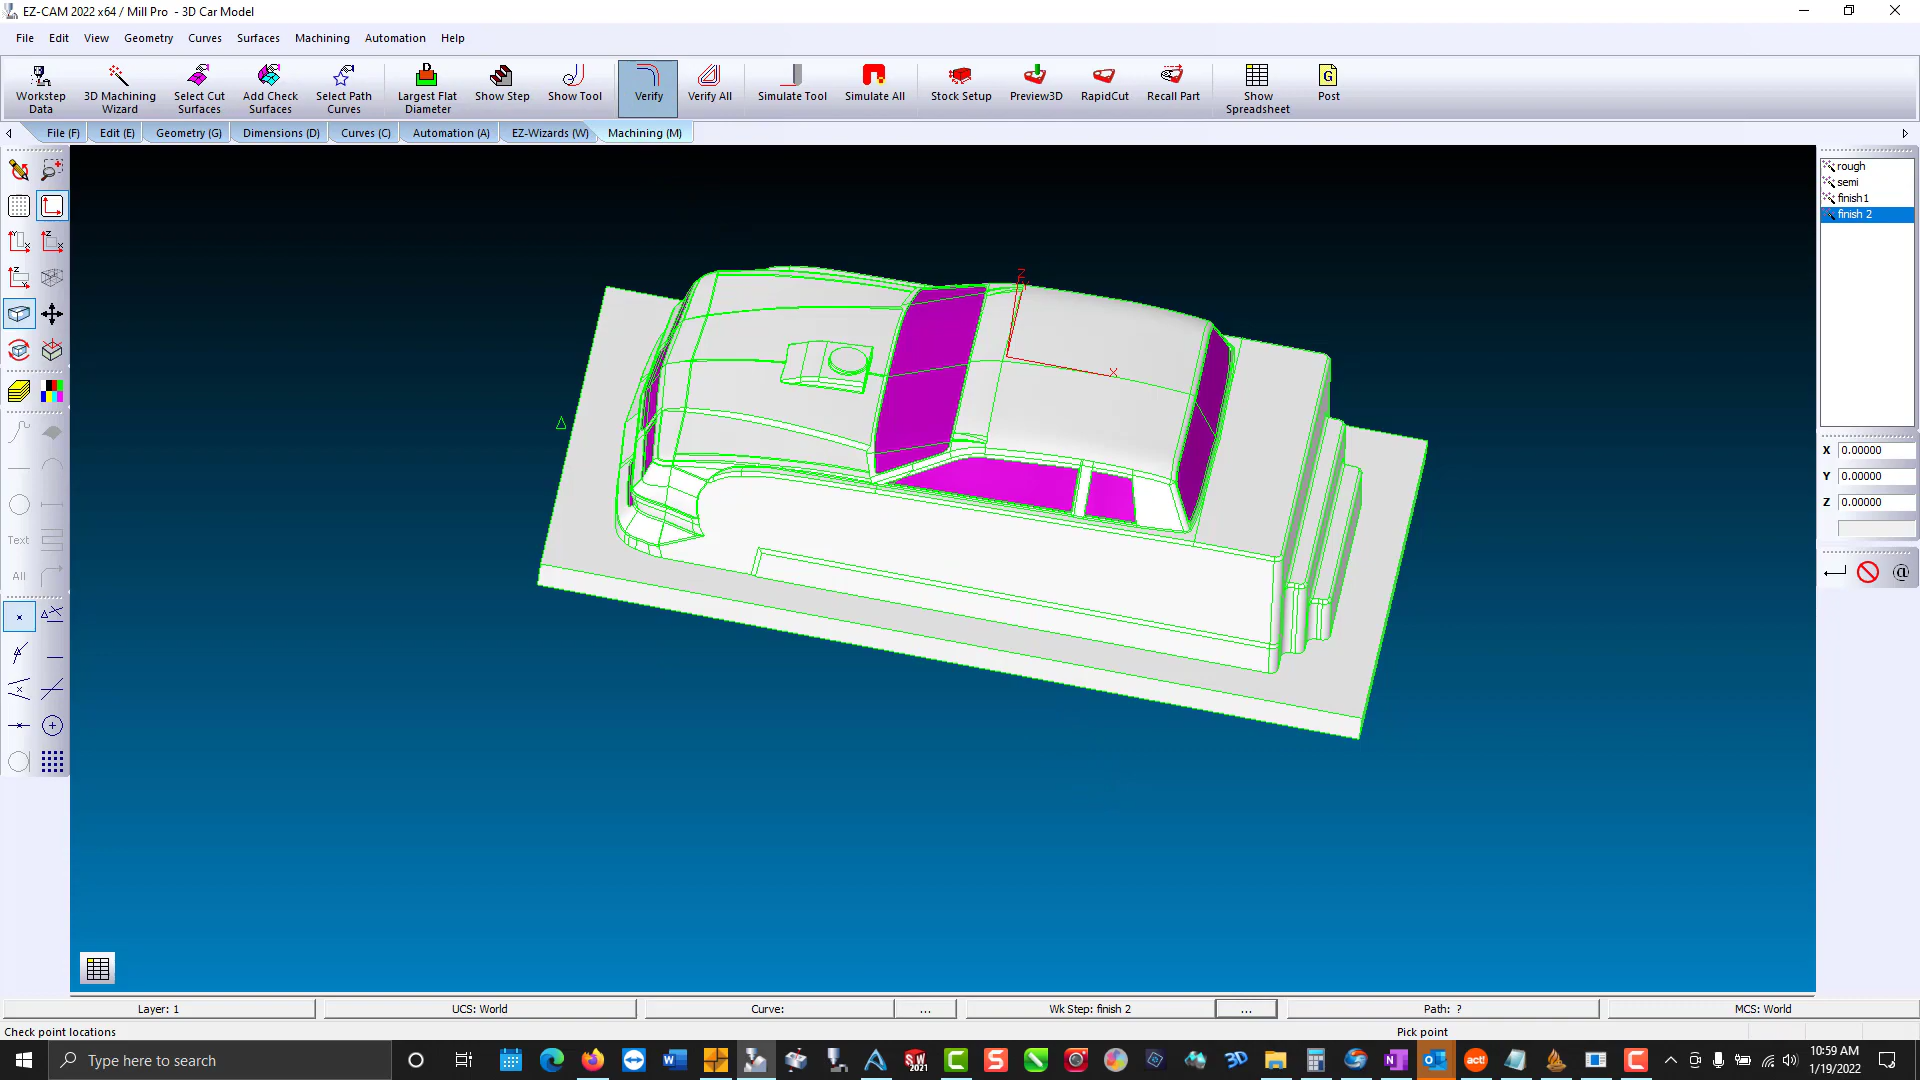 EZ-CAM 2022 x64 / Mill Pro - 3D Car Model
File Edit View Geometry Curves Surfaces Machining Automation Help
Workstep Data
3D Machining Wizard
Select Cut Surfaces
Add Check Surfaces
Select Path Curves
D
Largest Flat Diameter
Show Step
Show Tool
Verify
Verify All
Simulate Tool
Simulate All
Stock Setup
Preview3D
RapidCut
Recall Part
Show Spreadsheet
G
Post
File (F) Edit (E) Geometry (G) Dimensions (D) Curves (C) Automation (A) EZ-Wizards (W) Machining (M)
rough
semi
finish1
finish 2
X 0.00000
Y 0.00000
Z 0.00000
@
Text
All
Z
X
Layer: 1 UCS: World Curve: ... Wk Step: finish 2 ... Path: ? MCS: World
Check point locations Pick point
Type here to search
SW 2021
3D
act!
10:59 AM
1/19/2022